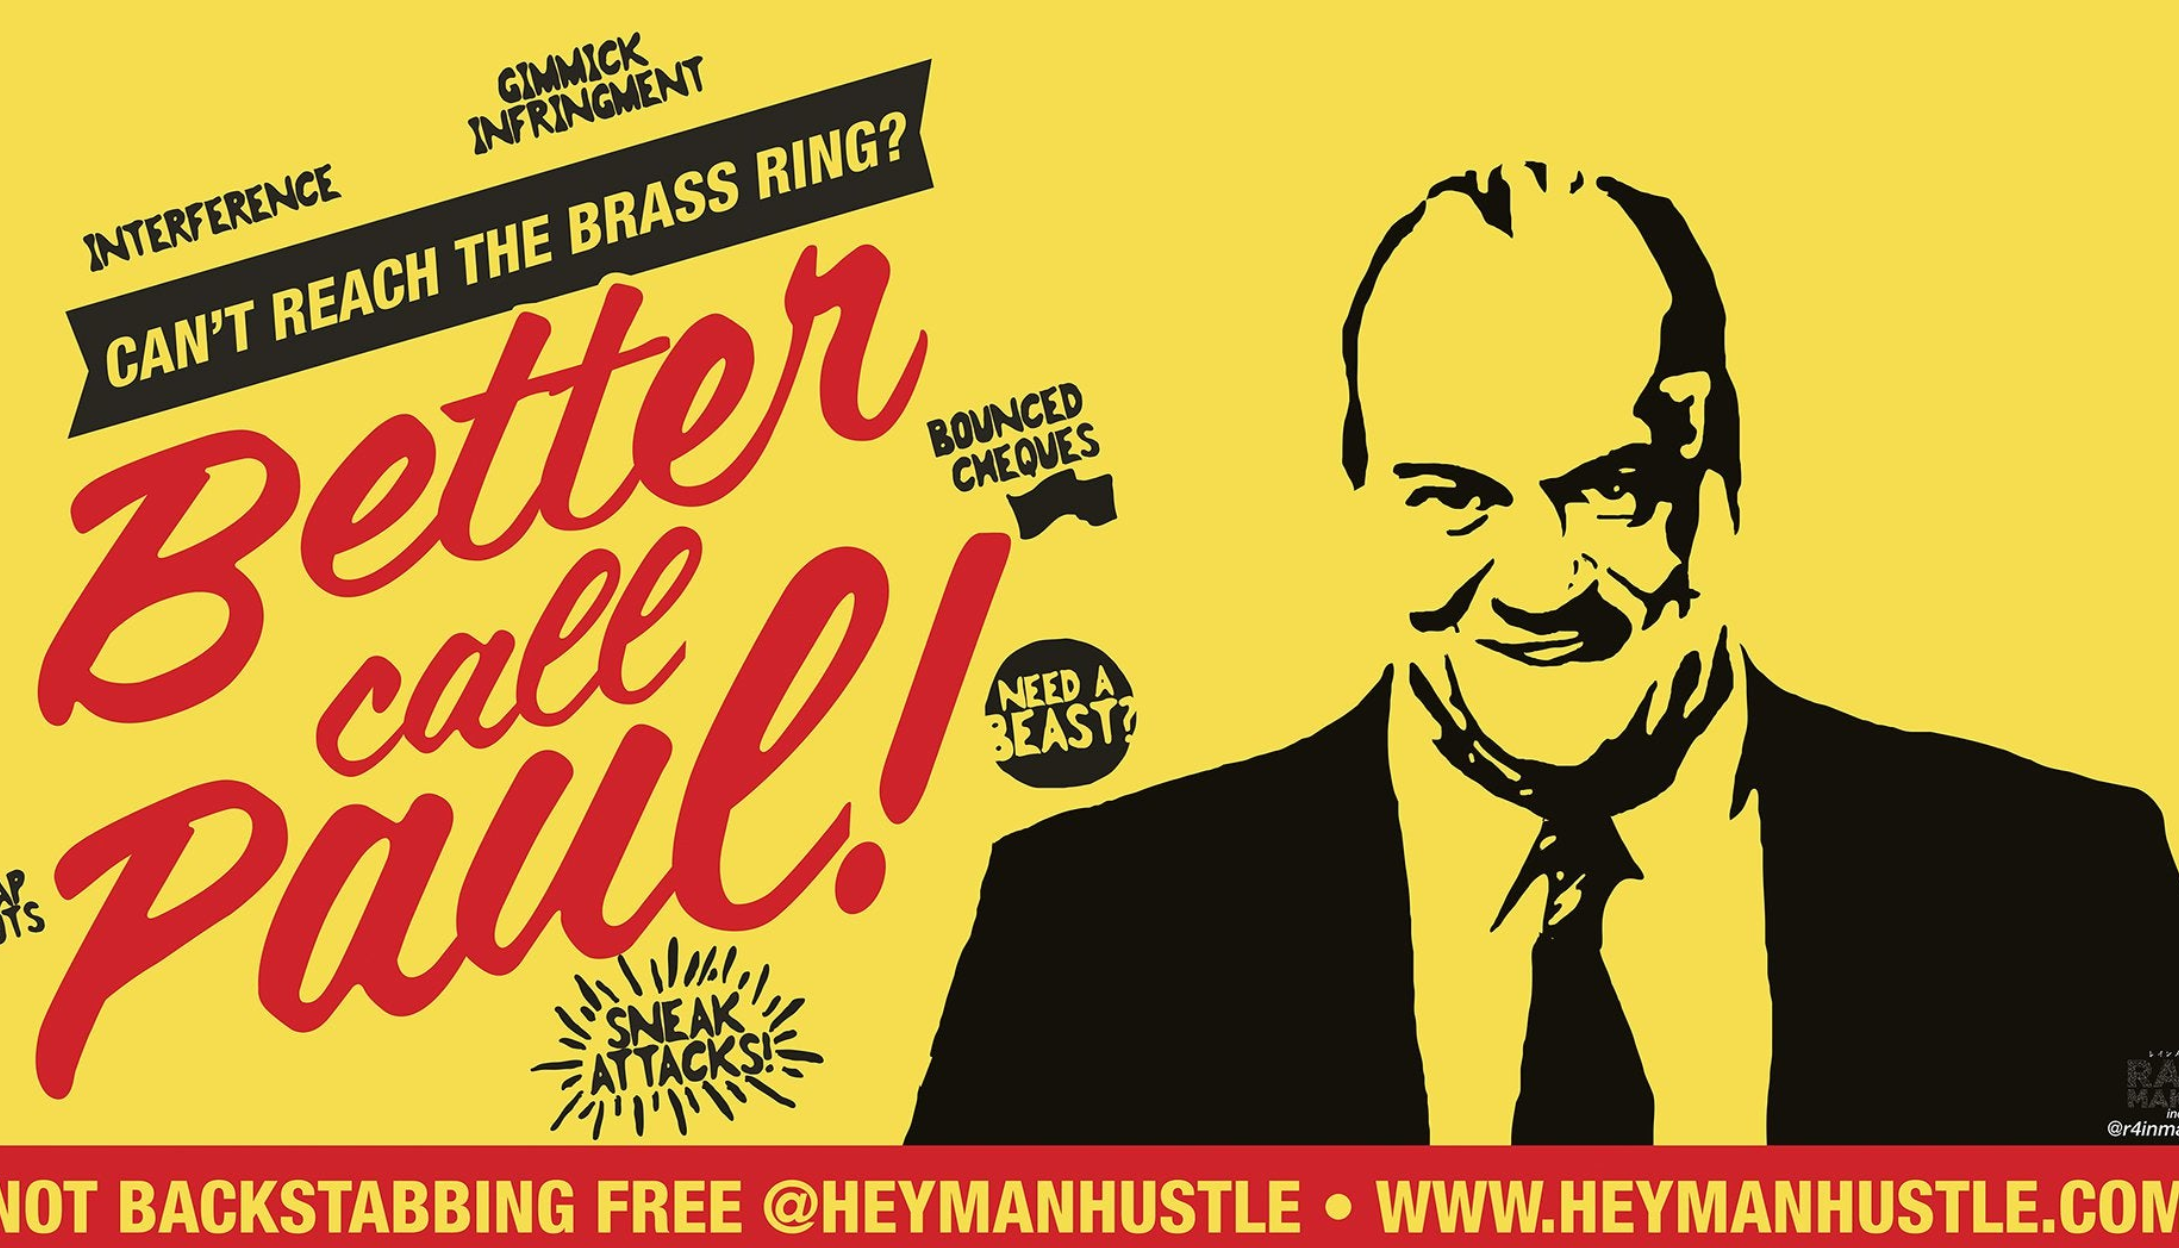 GIMMICK
INFRINGMENT
INTERFERENCE
CAN'T REACH THE BRASS RING?
Better
call
Paul!
BOUNCED
CHEQUES
NEED A
BEAST?
SNEAK
ATTACKS!
NOT BACKSTABBING FREE @HEYMANHUSTLE • WWW.HEYMANHUSTLE.COM